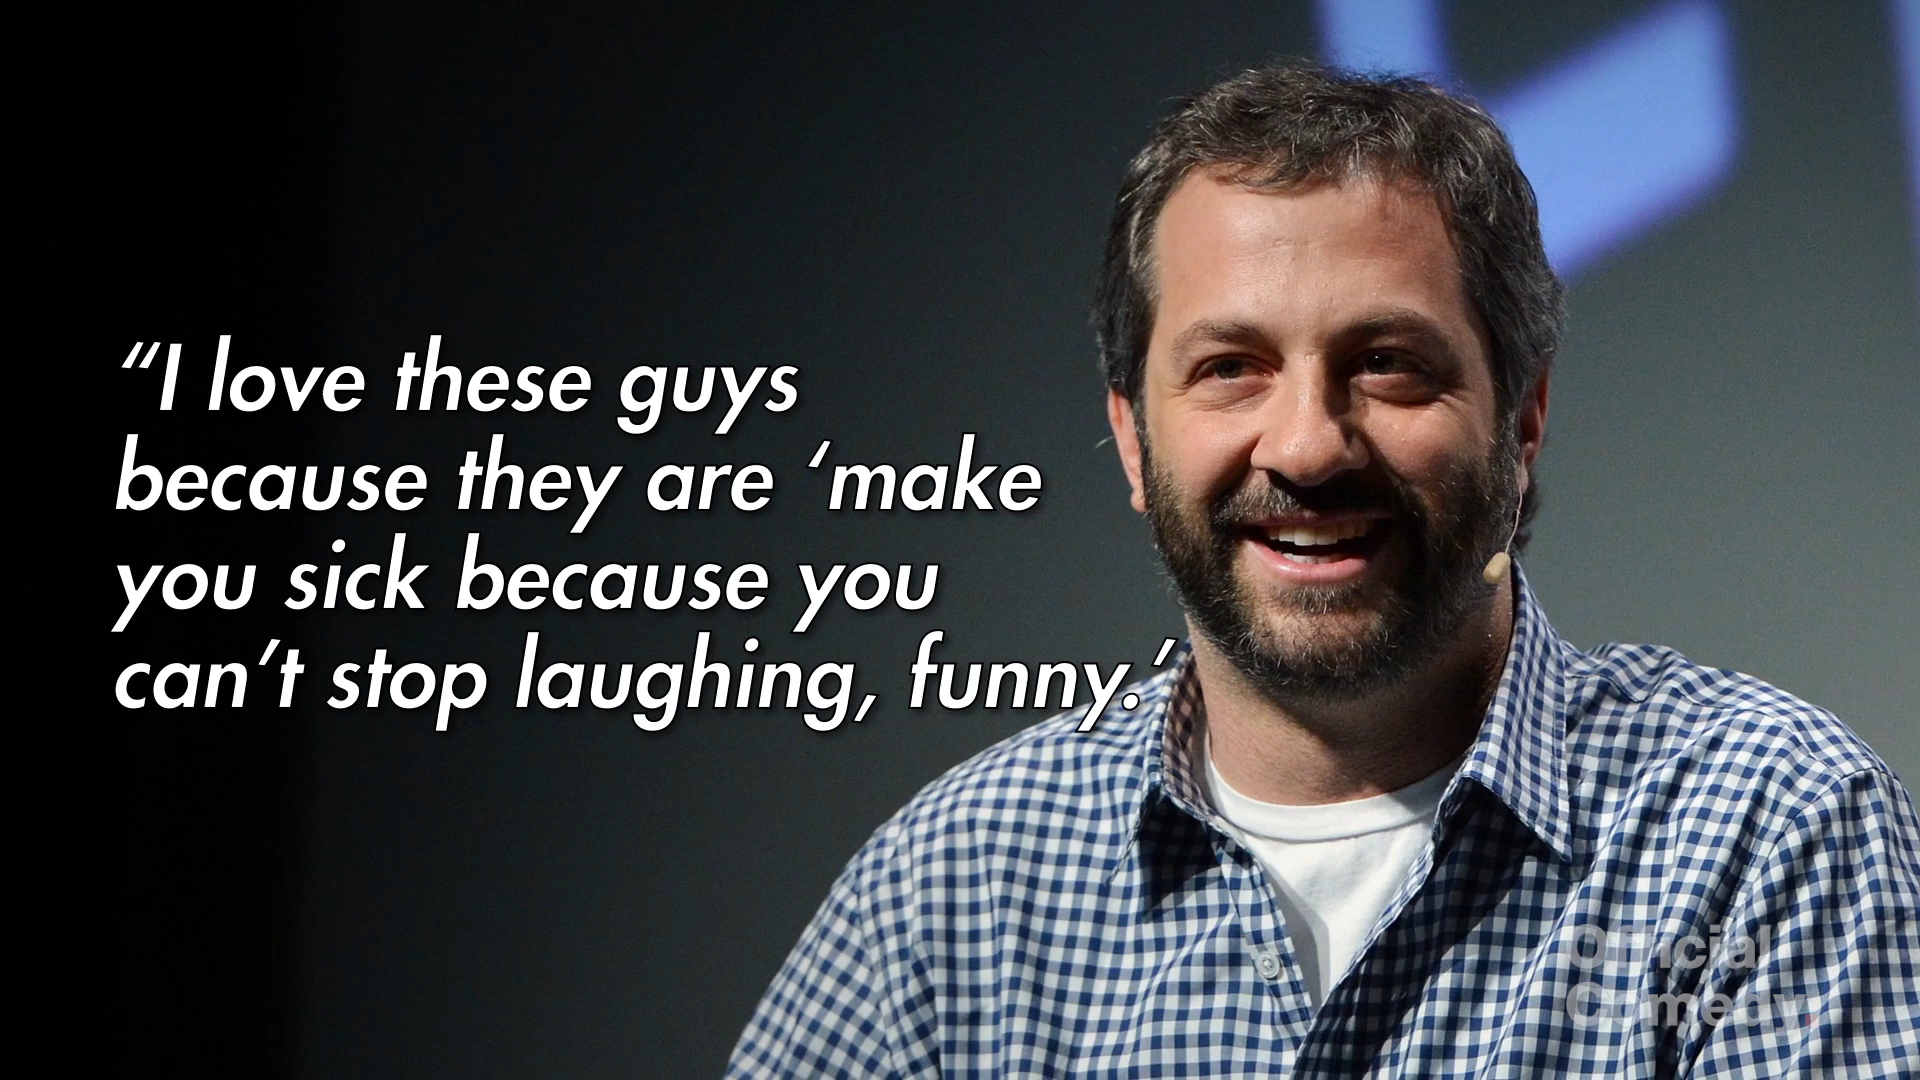 “I love these guys
because they are ‘make
you sick because you
can’t stop laughing, funny.’
Official
Comedy.